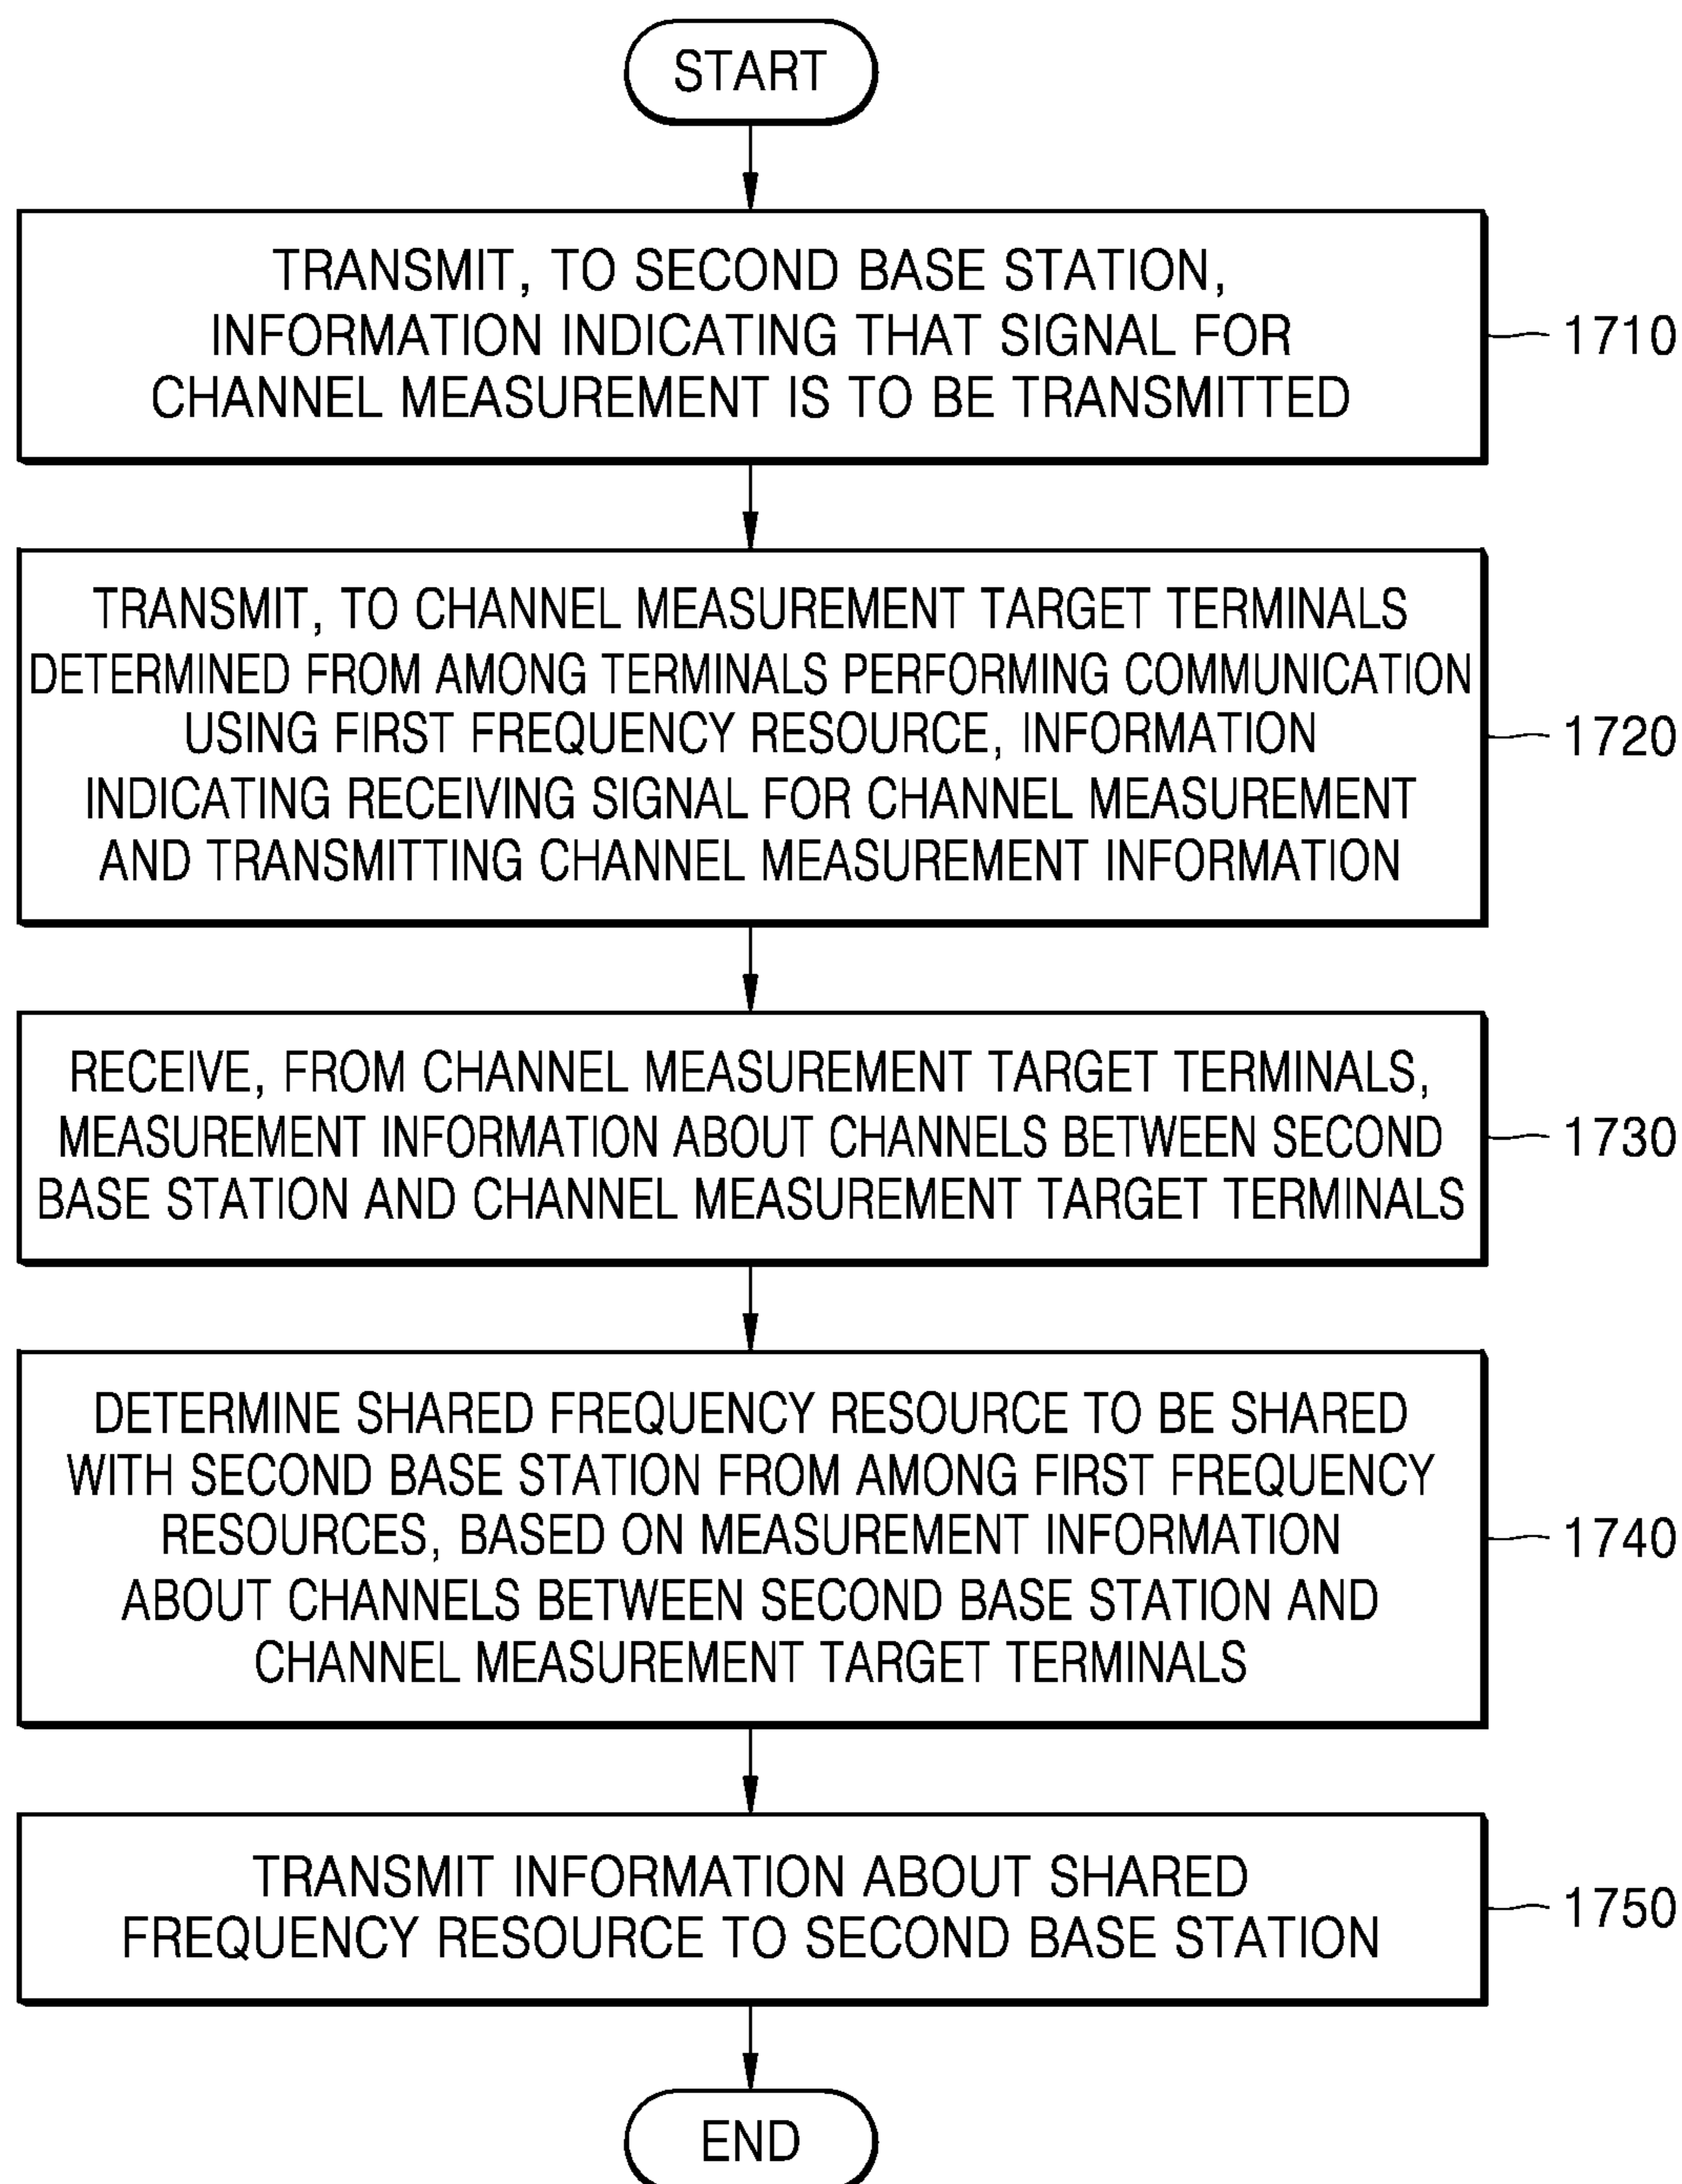 START
TRANSMIT, TO SECOND BASE STATION,
INFORMATION INDICATING THAT SIGNAL FOR
CHANNEL MEASUREMENT IS TO BE TRANSMITTED
1710
TRANSMIT, TO CHANNEL MEASUREMENT TARGET TERMINALS
DETERMINED FROM AMONG TERMINALS PERFORMING COMMUNICATION
USING FIRST FREQUENCY RESOURCE, INFORMATION
INDICATING RECEIVING SIGNAL FOR CHANNEL MEASUREMENT
AND TRANSMITTING CHANNEL MEASUREMENT INFORMATION
1720
RECEIVE, FROM CHANNEL MEASUREMENT TARGET TERMINALS,
MEASUREMENT INFORMATION ABOUT CHANNELS BETWEEN SECOND
BASE STATION AND CHANNEL MEASUREMENT TARGET TERMINALS
1730
DETERMINE SHARED FREQUENCY RESOURCE TO BE SHARED
WITH SECOND BASE STATION FROM AMONG FIRST FREQUENCY
RESOURCES, BASED ON MEASUREMENT INFORMATION
ABOUT CHANNELS BETWEEN SECOND BASE STATION AND
CHANNEL MEASUREMENT TARGET TERMINALS
1740
TRANSMIT INFORMATION ABOUT SHARED
FREQUENCY RESOURCE TO SECOND BASE STATION
1750
END